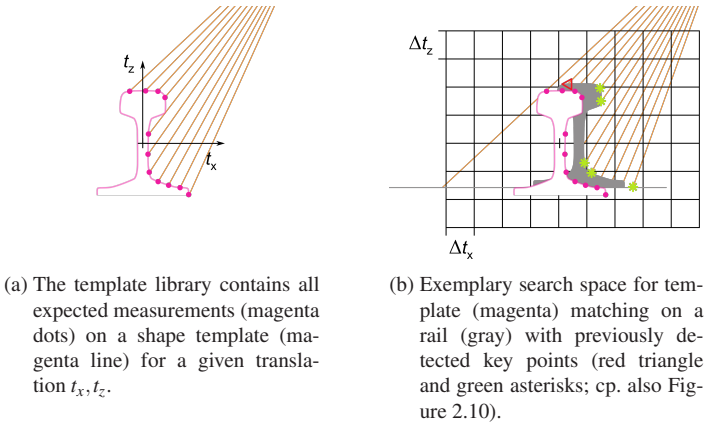 t_z
t_x
Δt_z
Δt_x
(a) The template library contains all
expected measurements (magenta
dots) on a shape template (ma-
genta line) for a given transla-
tion t_x, t_z.
(b) Exemplary search space for tem-
plate (magenta) matching on a
rail (gray) with previously de-
tected key points (red triangle
and green asterisks; cp. also Fig-
ure 2.10).